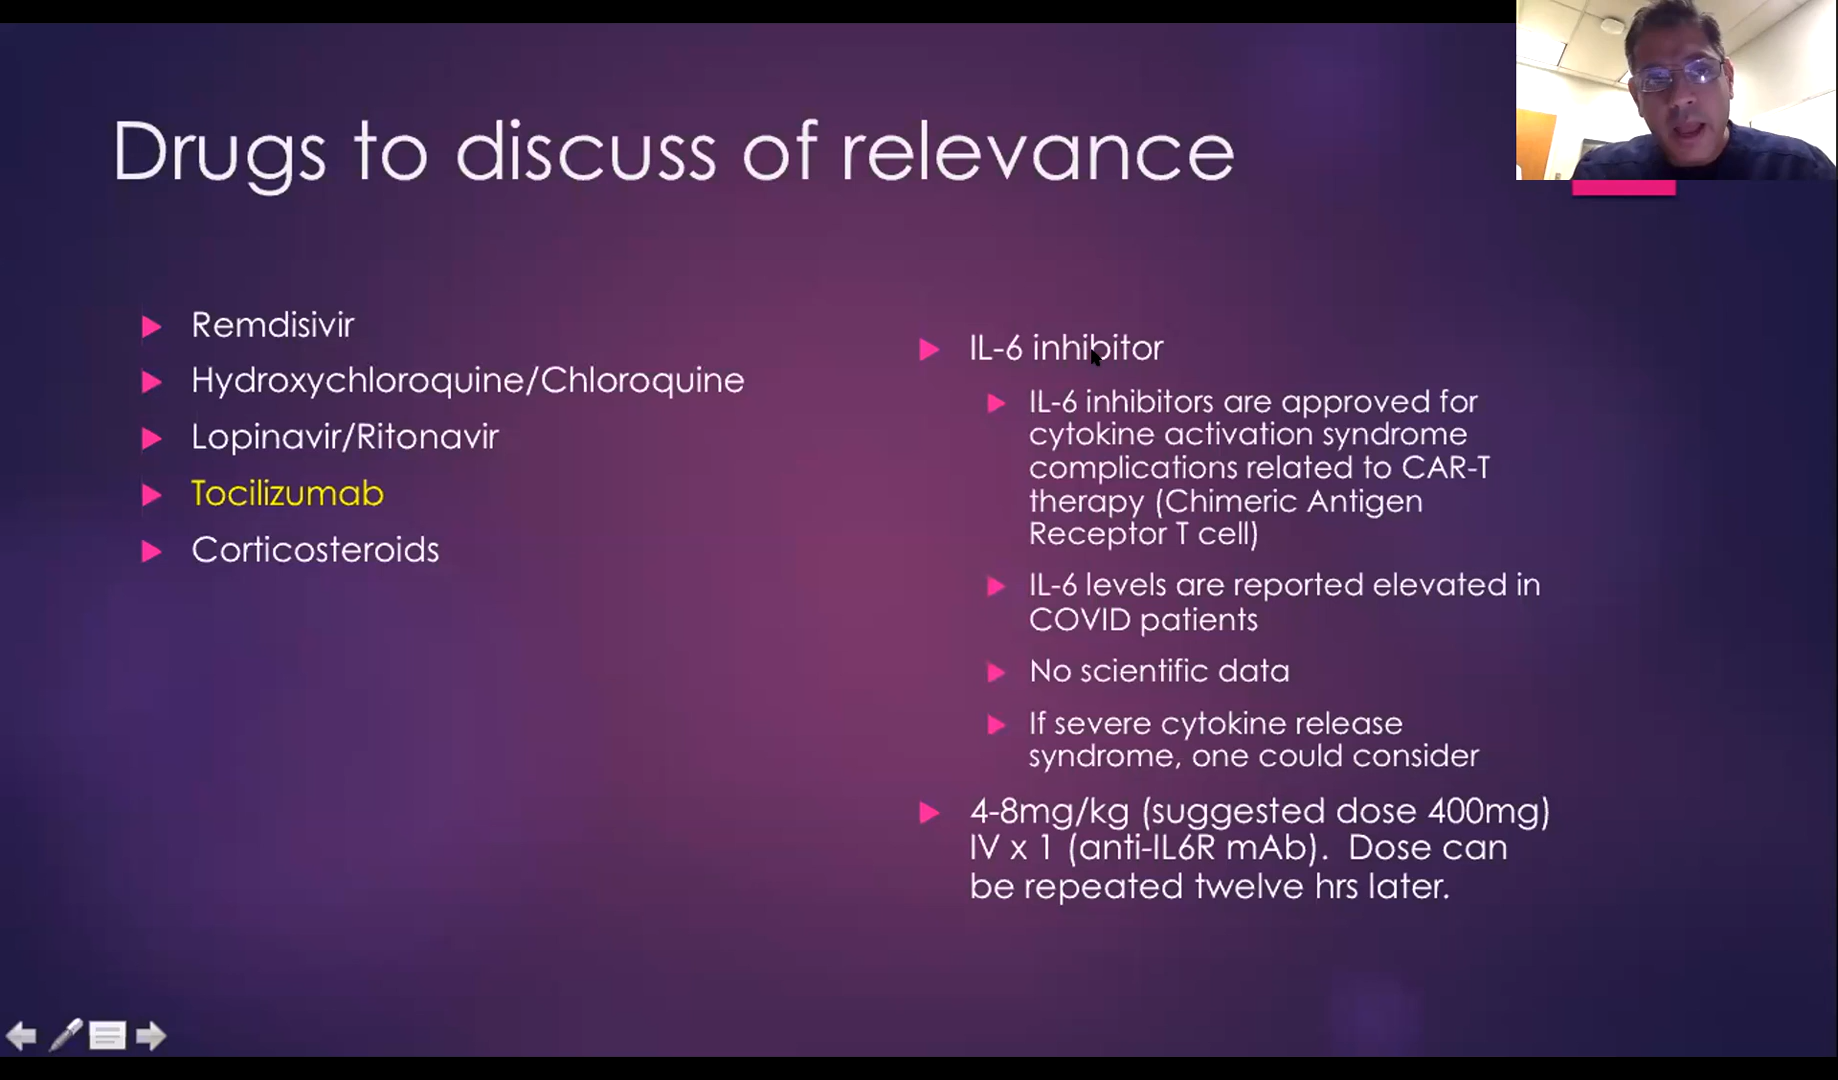 Drugs to discuss of relevance
Remdisivir
Hydroxychloroquine/Chloroquine
Lopinavir/Ritonavir
Tocilizumab
Corticosteroids
IL-6 inhibitor
IL-6 inhibitors are approved for
cytokine activation syndrome
complications related to CAR-T
therapy (Chimeric Antigen
Receptor T cell)
IL-6 levels are reported elevated in
COVID patients
No scientific data
If severe cytokine release
syndrome, one could consider
4-8mg/kg (suggested dose 400mg)
IV x 1 (anti-IL6R mAb).  Dose can
be repeated twelve hrs later.